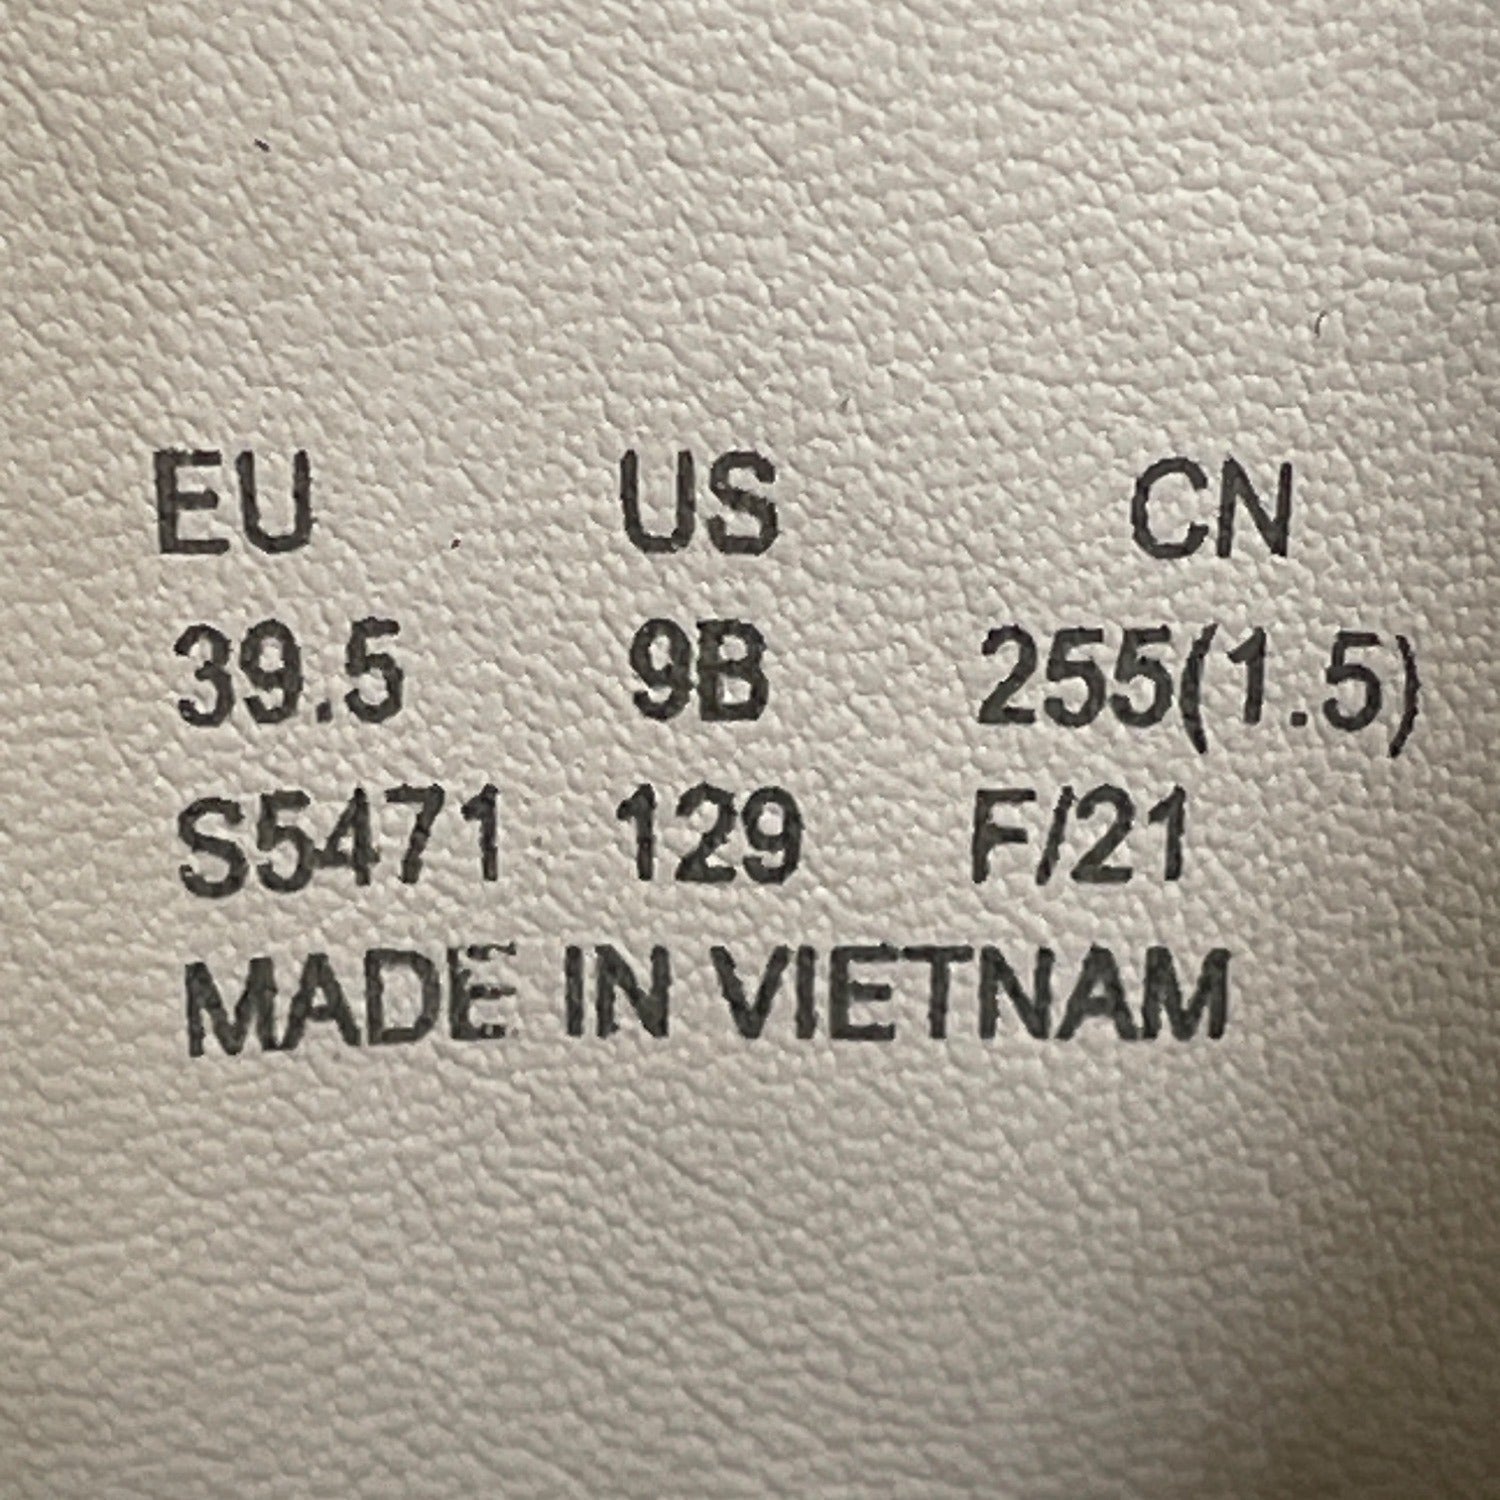 EU US CN
39.5 9B 255(1.5)
S5471 129 F/21
MADE IN VIETNAM